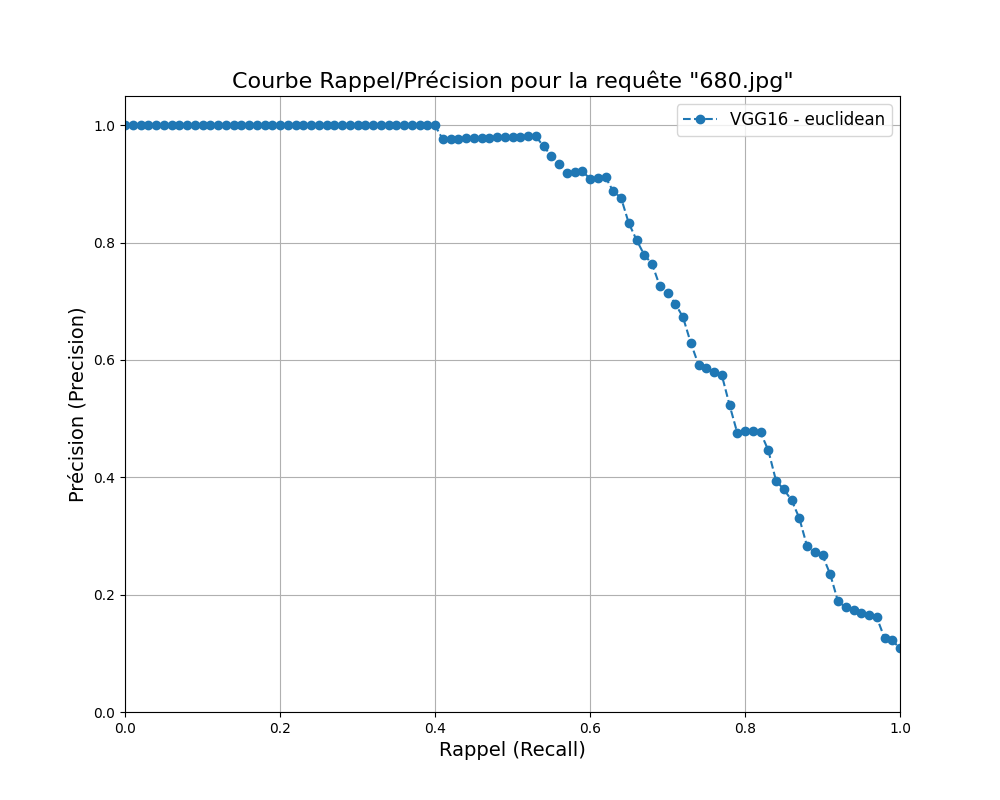 Courbe Rappel/Précision pour la requête "680.jpg"
VGG16 - euclidean
Précision (Precision)
1.0
0.8
0.6
0.4
0.2
0.0
0.0 0.2 0.4 0.6 0.8 1.0
Rappel (Recall)